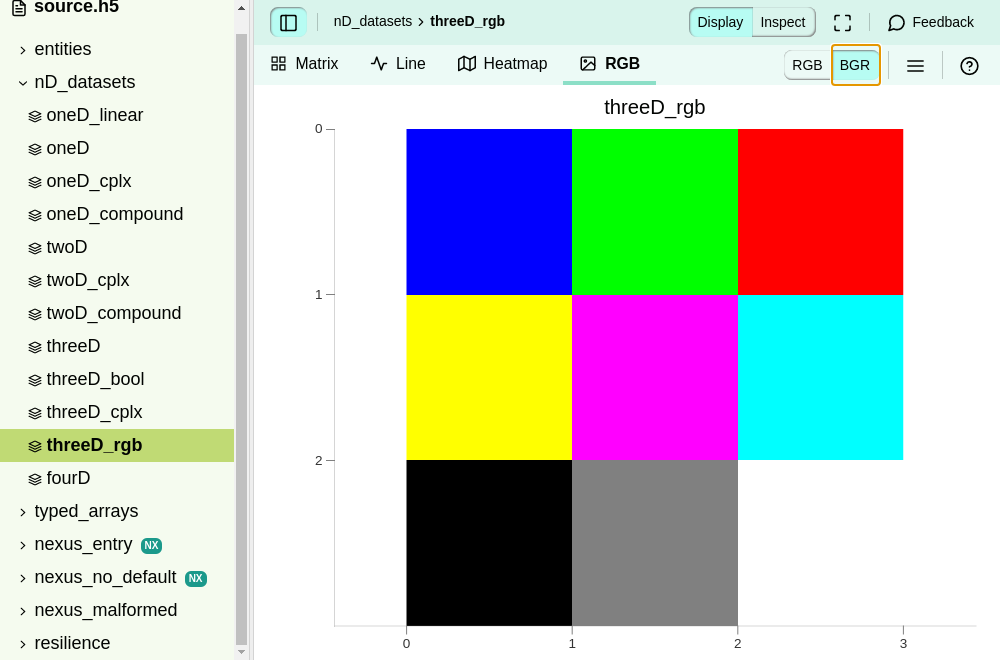 source.h5
entities
nD_datasets
oneD_linear
oneD
oneD_cplx
oneD_compound
twoD
twoD_cplx
twoD_compound
threeD
threeD_bool
threeD_cplx
threeD_rgb
fourD
typed_arrays
nexus_entry NX
nexus_no_default NX
nexus_malformed
resilience
nD_datasets > threeD_rgb
Display Inspect
Feedback
Matrix Line Heatmap RGB
RGB BGR
threeD_rgb
0
1
2
0 1 2 3